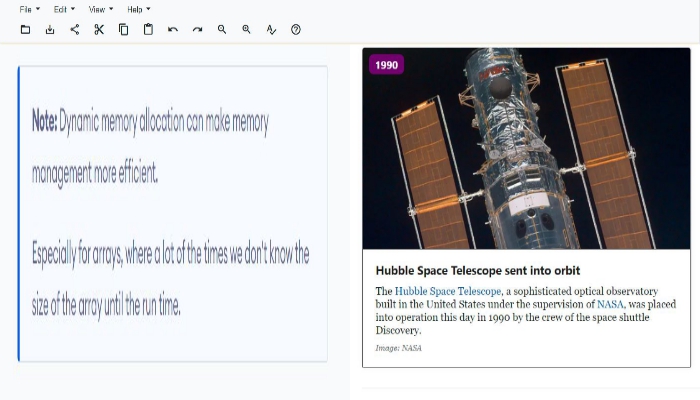 File Edit View Help
Note: Dynamic memory allocation can make memory
management more efficient.
Especially for arrays, where a lot of the times we don't know the
size of the array until the run time.
1990
Hubble Space Telescope sent into orbit
The Hubble Space Telescope, a sophisticated optical observatory
built in the United States under the supervision of NASA, was placed
into operation this day in 1990 by the crew of the space shuttle
Discovery.
Image: NASA